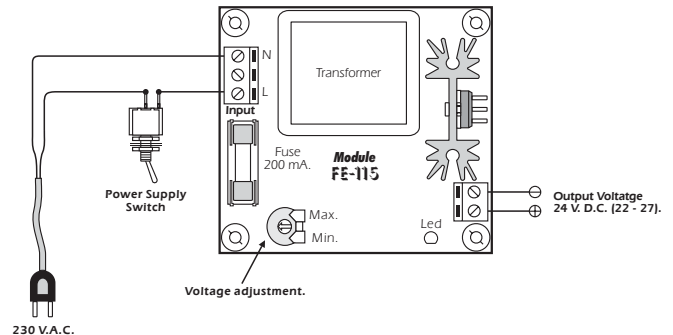 N
L
Input
Transformer
Fuse
200 mA.
Module
FE-115
Power Supply
Switch
Output Voltatge
24 V. D.C. (22 - 27).
Max.
Min.
Led
Voltage adjustment.
230 V.A.C.